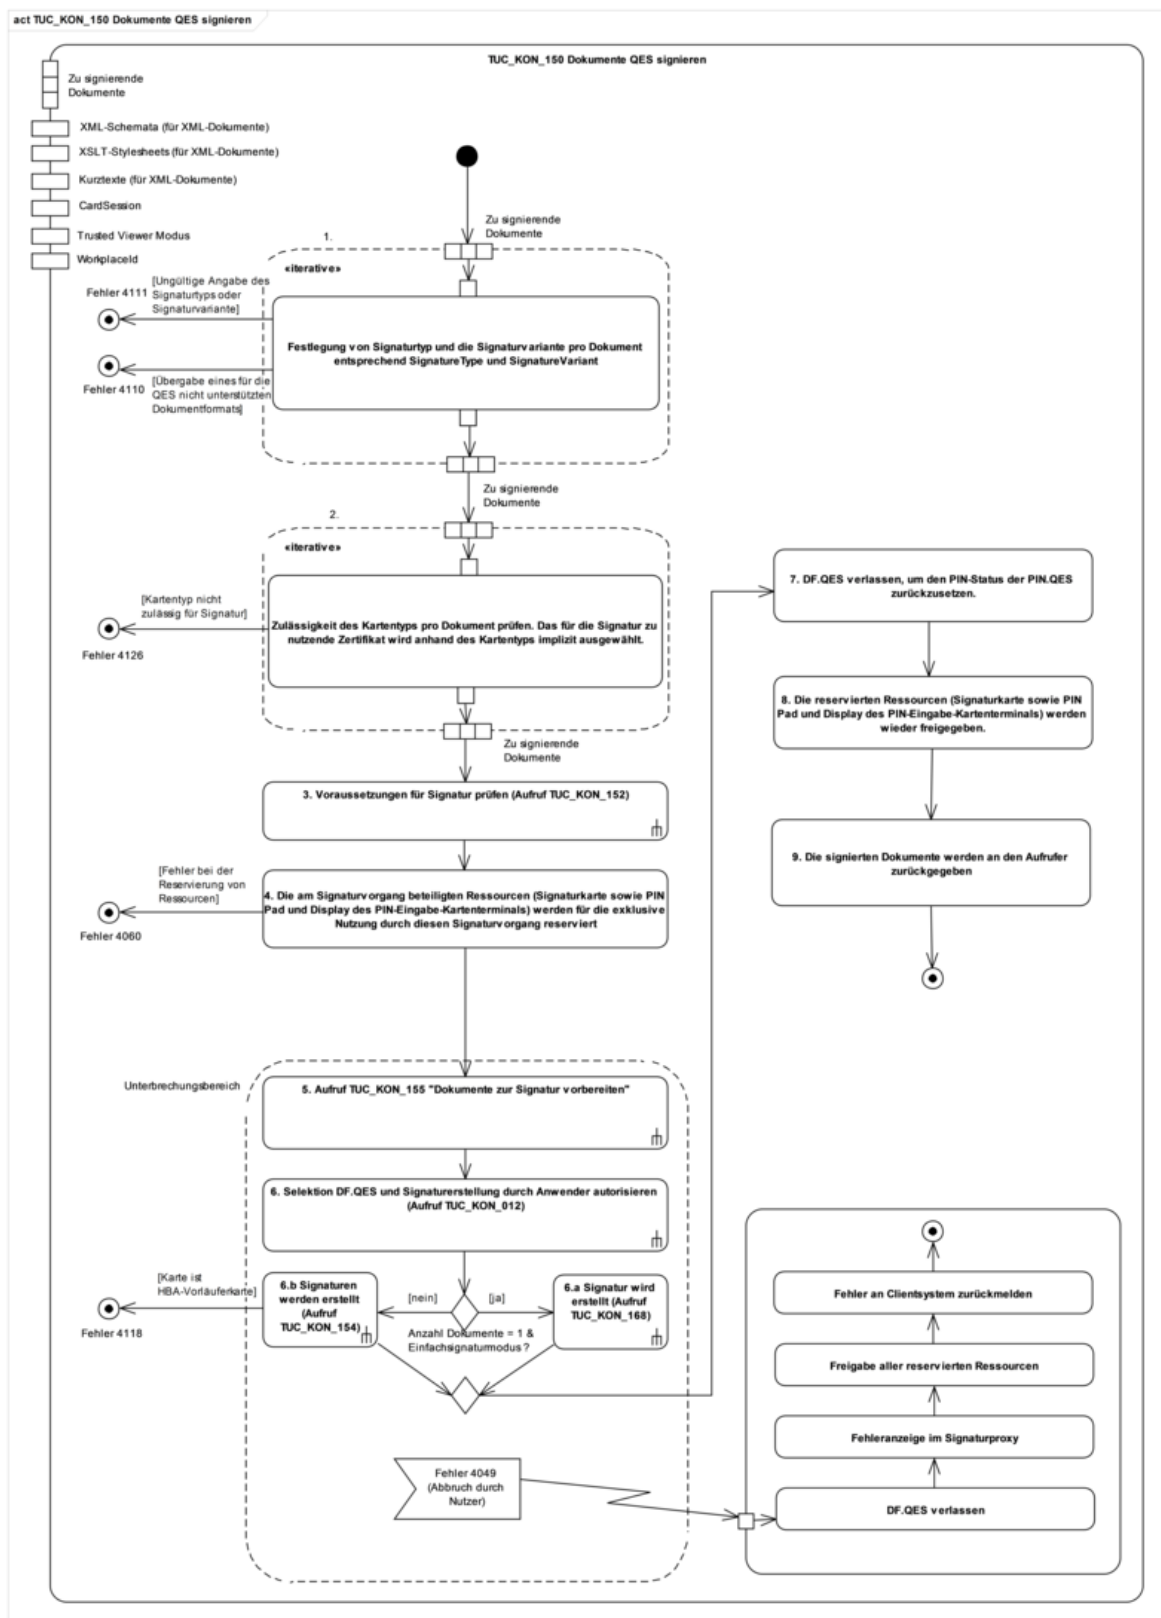 act TUC_KON_150 Dokumente QES signieren
TUC_KON_150 Dokumente QES signieren
Zu signierende
Dokumente
XML-Schemata (für XML-Dokumente)
XSLT-Stylesheets (für XML-Dokumente)
Kurztexte (für XML-Dokumente)
CardSession
Trusted Viewer Modus
WorkplaceId
Zu signierende
Dokumente
1.
«iterative»
[Ungültige Angabe des
Signaturtyps oder
Signaturvariante]
Fehler 4111
Festlegung von Signaturtyp und die Signaturvariante pro Dokument
entsprechend SignatureType und SignatureVariant
Fehler 4110
[Übergabe eines für die
QES nicht unterstützten
Dokumentformats]
Zu signierende
Dokumente
2.
«iterative»
[Kartentyp nicht
zulässig für Signatur]
Fehler 4126
Zulässigkeit des Kartentyps pro Dokument prüfen. Das für die Signatur zu
nutzende Zertifikat wird anhand des Kartentyps implizit ausgewählt.
Zu signierende
Dokumente
3. Voraussetzungen für Signatur prüfen (Aufruf TUC_KON_152)
[Fehler bei der
Reservierung von
Ressourcen]
Fehler 4060
4. Die am Signaturvorgang beteiligten Ressourcen (Signaturkarte sowie PIN
Pad und Display des PIN-Eingabe-Kartenterminals) werden für die exklusive
Nutzung durch diesen Signaturvorgang reserviert
Unterbrechungsbereich
5. Aufruf TUC_KON_155 "Dokumente zur Signatur vorbereiten"
6. Selektion DF.QES und Signaturerstellung durch Anwender autorisieren
(Aufruf TUC_KON_012)
[Karte ist
HBA-Vorläuferkarte]
Fehler 4118
6.b Signaturen
werden erstellt
(Aufruf
TUC_KON_154)
[nein]
[ja]
6.a Signatur wird
erstellt (Aufruf
TUC_KON_168)
Anzahl Dokumente = 1 &
Einfachsignaturmodus ?
Fehler 4049
(Abbruch durch
Nutzer)
7. DF.QES verlassen, um den PIN-Status der PIN.QES
zurückzusetzen.
8. Die reservierten Ressourcen (Signaturkarte sowie PIN
Pad und Display des PIN-Eingabe-Kartenterminals) werden
wieder freigegeben.
9. Die signierten Dokumente werden an den Aufrufer
zurückgegeben
Fehler an Clientsystem zurückmelden
Freigabe aller reservierten Ressourcen
Fehleranzeige im Signaturproxy
DF.QES verlassen